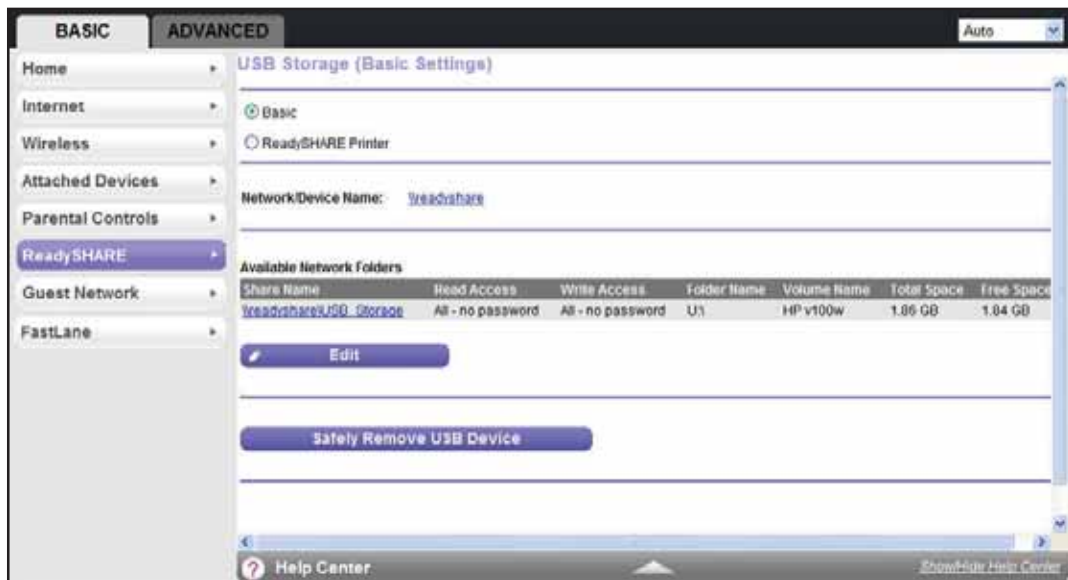 BASIC ADVANCED Auto
Home
Internet
Wireless
Attached Devices
Parental Controls
ReadySHARE
Guest Network
FastLane
USB Storage (Basic Settings)
Basic
ReadySHARE Printer
Network/Device Name: \\readyshare
Available Network Folders
Share Name Read Access Write Access Folder Name Volume Name Total Space Free Space
\\readyshare\USB_Storage All - no password All - no password U:\ HP v100w 1.86 GB 1.84 GB
Edit
Safely Remove USB Device
? Help Center Show/Hide Help Center